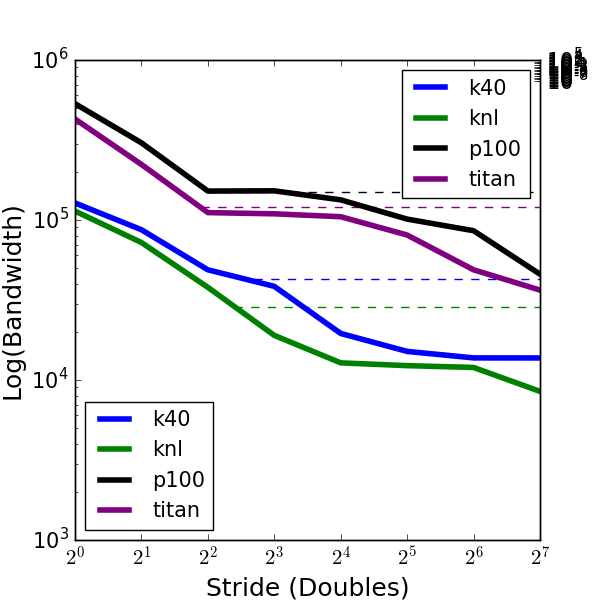 10^6
10^5
10^4
10^3
Log(Bandwidth)
k40
knl
p100
titan
k40
knl
p100
titan
2^0 2^1 2^2 2^3 2^4 2^5 2^6 2^7
Stride (Doubles)